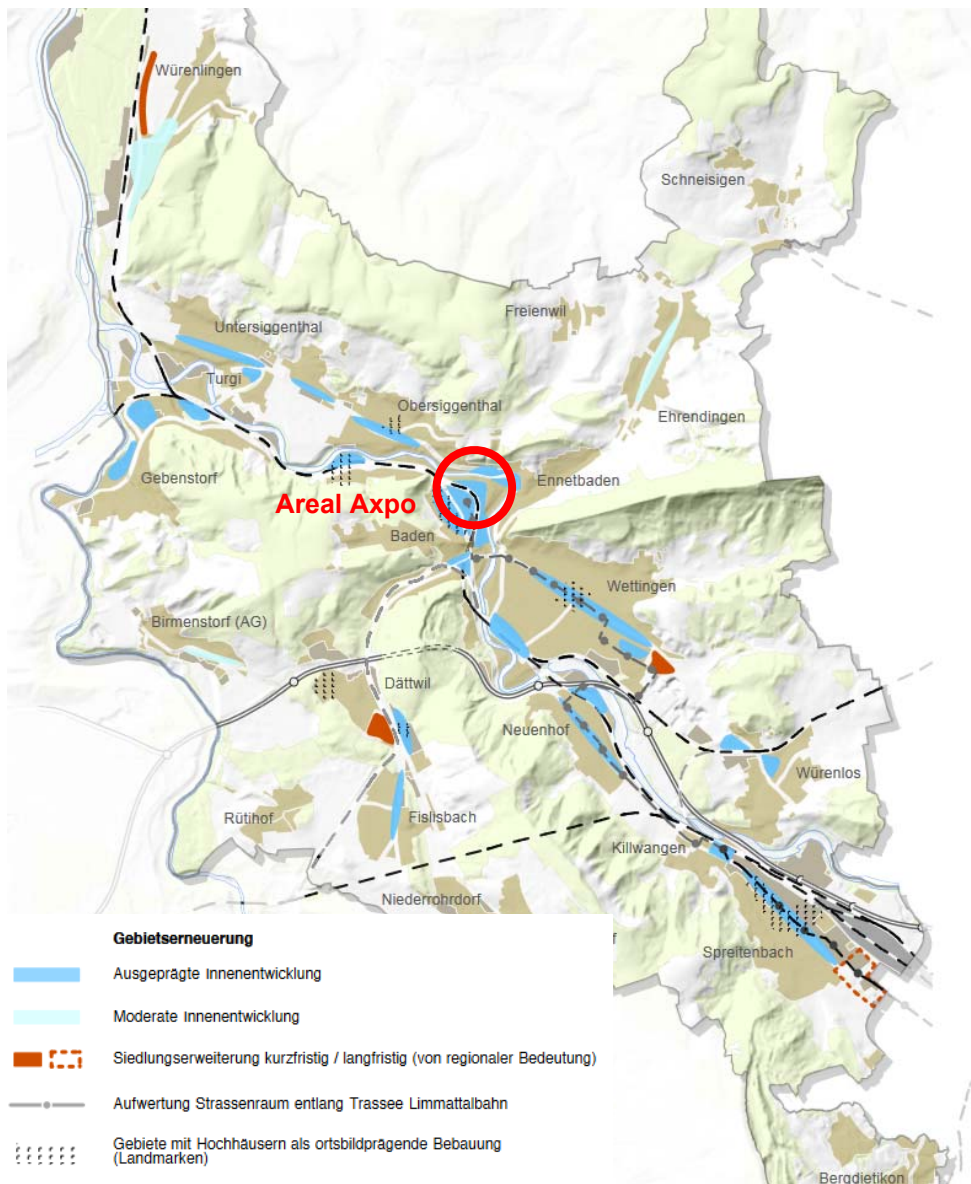 Würenlingen
Schneisigen
Freienwil
Untersiggenthal
Turgi
Obersiggenthal
Ehrendingen
Gebenstorf
Ennetbaden
Areal Axpo
Baden
Wettingen
Birmenstorf (AG)
Dättwil
Neuenhof
Würenlos
Rütihof
Fislisbach
Killwangen
Niederrohrdorf
f
Spreitenbach
Bergdietikon
Gebietserneuerung
Ausgeprägte Innenentwicklung
Moderate Innenentwicklung
Siedlungserweiterung kurzfristig / langfristig (von regionaler Bedeutung)
Aufwertung Strassenraum entlang Trassee Limmattalbahn
Gebiete mit Hochhäusern als ortsbildprägende Bebauung
(Landmarken)